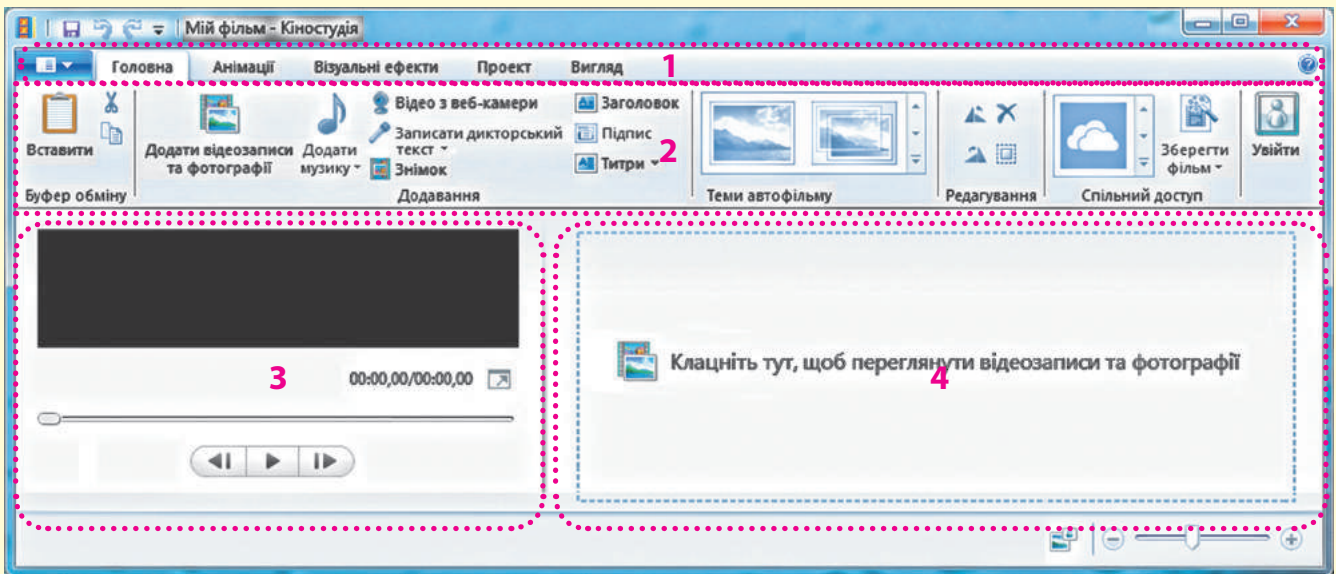 Мій фільм - Кіностудія
Головна Анімації Візуальні ефекти Проект Вигляд 1
Вставити
Буфер обміну
Додати відеозаписи
та фотографії
Додати
музику
Відео з веб-камери
Записати дикторський
текст
Знімок
Заголовок
Підпис
Титри
2
Додавання
Теми автофільму
Редагування
Зберегти
фільм
Спільний доступ
Увійти
3
00:00,00/00:00,00
Клацніть тут, щоб переглянути відеозаписи та фотографії
4